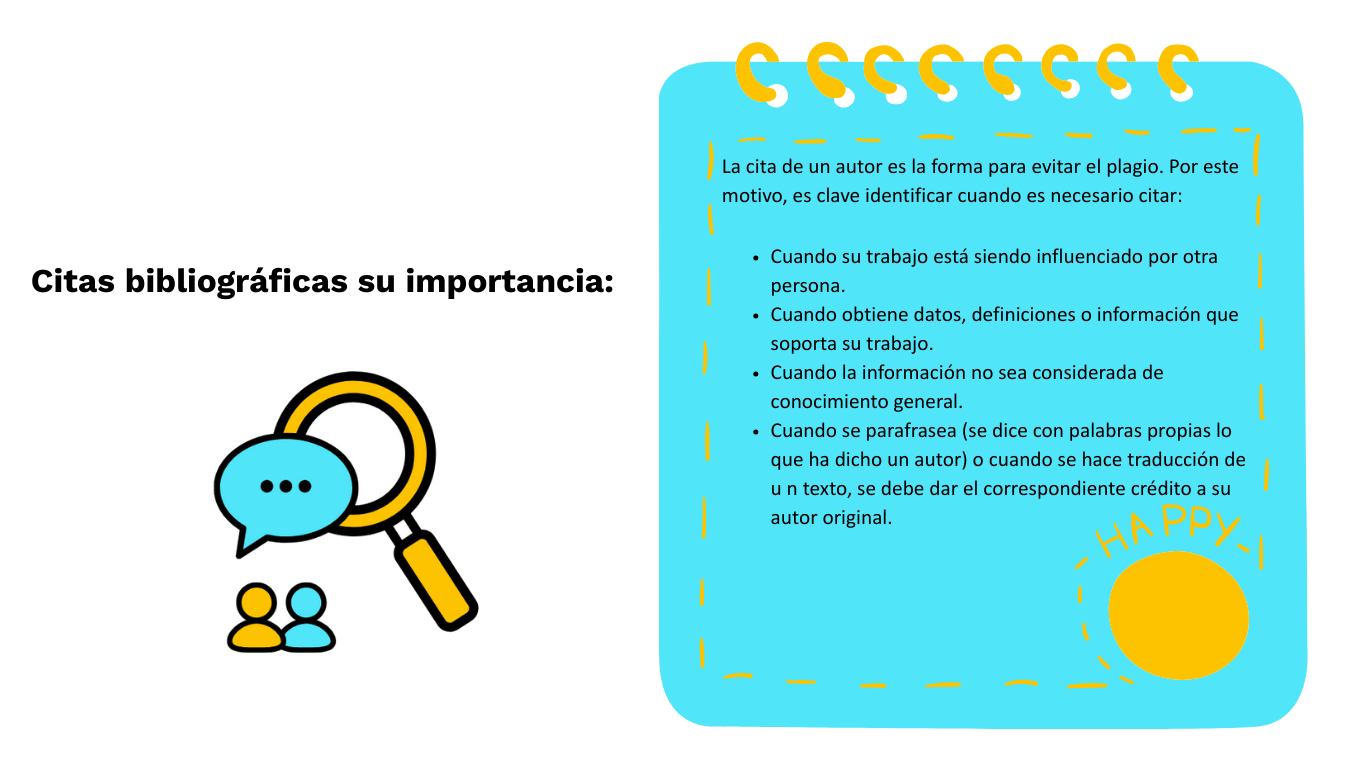 Citas bibliográficas su importancia:
La cita de un autor es la forma para evitar el plagio. Por este
motivo, es clave identificar cuando es necesario citar:
• Cuando su trabajo está siendo influenciado por otra
persona.
• Cuando obtiene datos, definiciones o información que
soporta su trabajo.
• Cuando la información no sea considerada de
conocimiento general.
• Cuando se parafrasea (se dice con palabras propias lo
que ha dicho un autor) o cuando se hace traducción de
u n texto, se debe dar el correspondiente crédito a su
autor original.
HAPPY